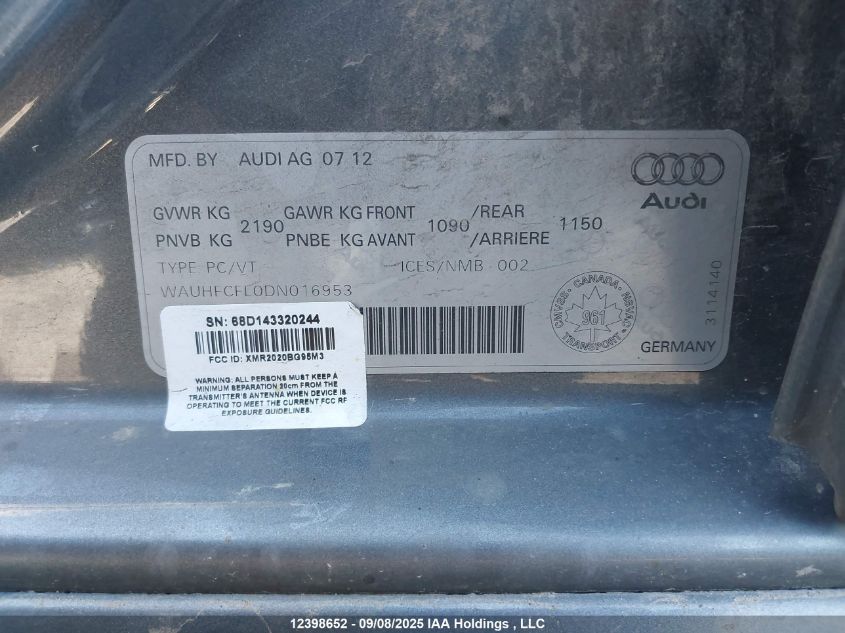 MFD. BY AUDI AG 07 12
Audi
GVWR KG 2190 GAWR KG FRONT 1090 /REAR 1150
PNVB KG PNBE KG AVANT /ARRIERE
TYPE PC/VT ICES/NMB-002
WAUHFCFL0DN016953
CMVSS · CANADA · NSVAC · TRANSPORT
961
3114140
GERMANY
SN: 68D143320244
FCC ID: XMR2020BG95M3
WARNING: ALL PERSONS MUST KEEP A
MINIMUM SEPARATION 20cm FROM THE
TRANSMITTER'S ANTENNA WHEN DEVICE IS
OPERATING TO MEET THE CURRENT FCC RF
EXPOSURE GUIDELINES.
12398652 - 09/08/2025 IAA Holdings , LLC